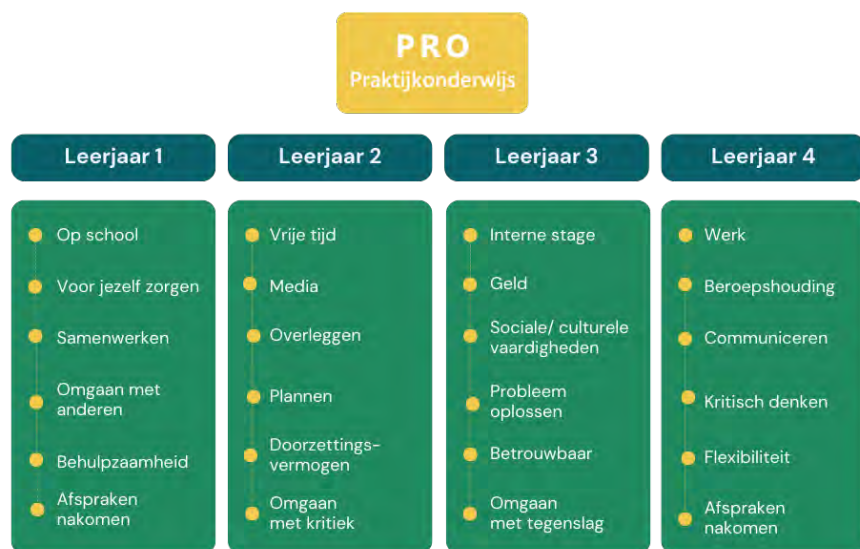 PRO
Praktijkonderwijs
Leerjaar 1
Op school
Voor jezelf zorgen
Samenwerken
Omgaan met
anderen
Behulpzaamheid
Afspraken
nakomen
Leerjaar 2
Vrije tijd
Media
Overleggen
Plannen
Doorzettings-
vermogen
Omgaan
met kritiek
Leerjaar 3
Interne stage
Geld
Sociale/ culturele
vaardigheden
Probleem
oplossen
Betrouwbaar
Omgaan
met tegenslag
Leerjaar 4
Werk
Beroepshouding
Communiceren
Kritisch denken
Flexibiliteit
Afspraken
nakomen